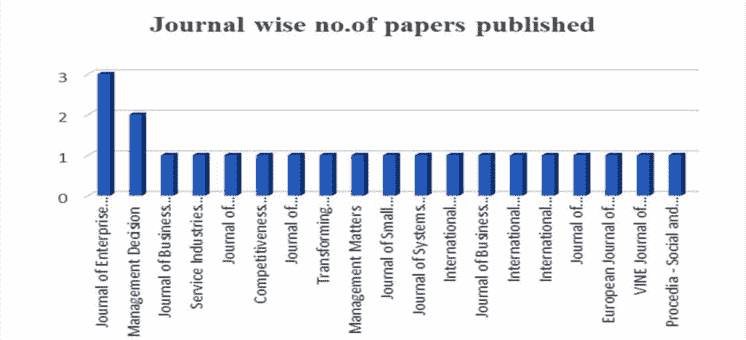 Journal wise no.of papers published
3
2
1
0
Journal of Enterprise...
Management Decision
Journal of Business...
Service Industries...
Journal of...
Competitiveness...
Journal of...
Transforming...
Management Matters
Journal of Small...
Journal of Systems...
International...
Journal of Business...
International...
International...
Journal of...
European Journal of...
VINE Journal of...
Procedia - Social and...